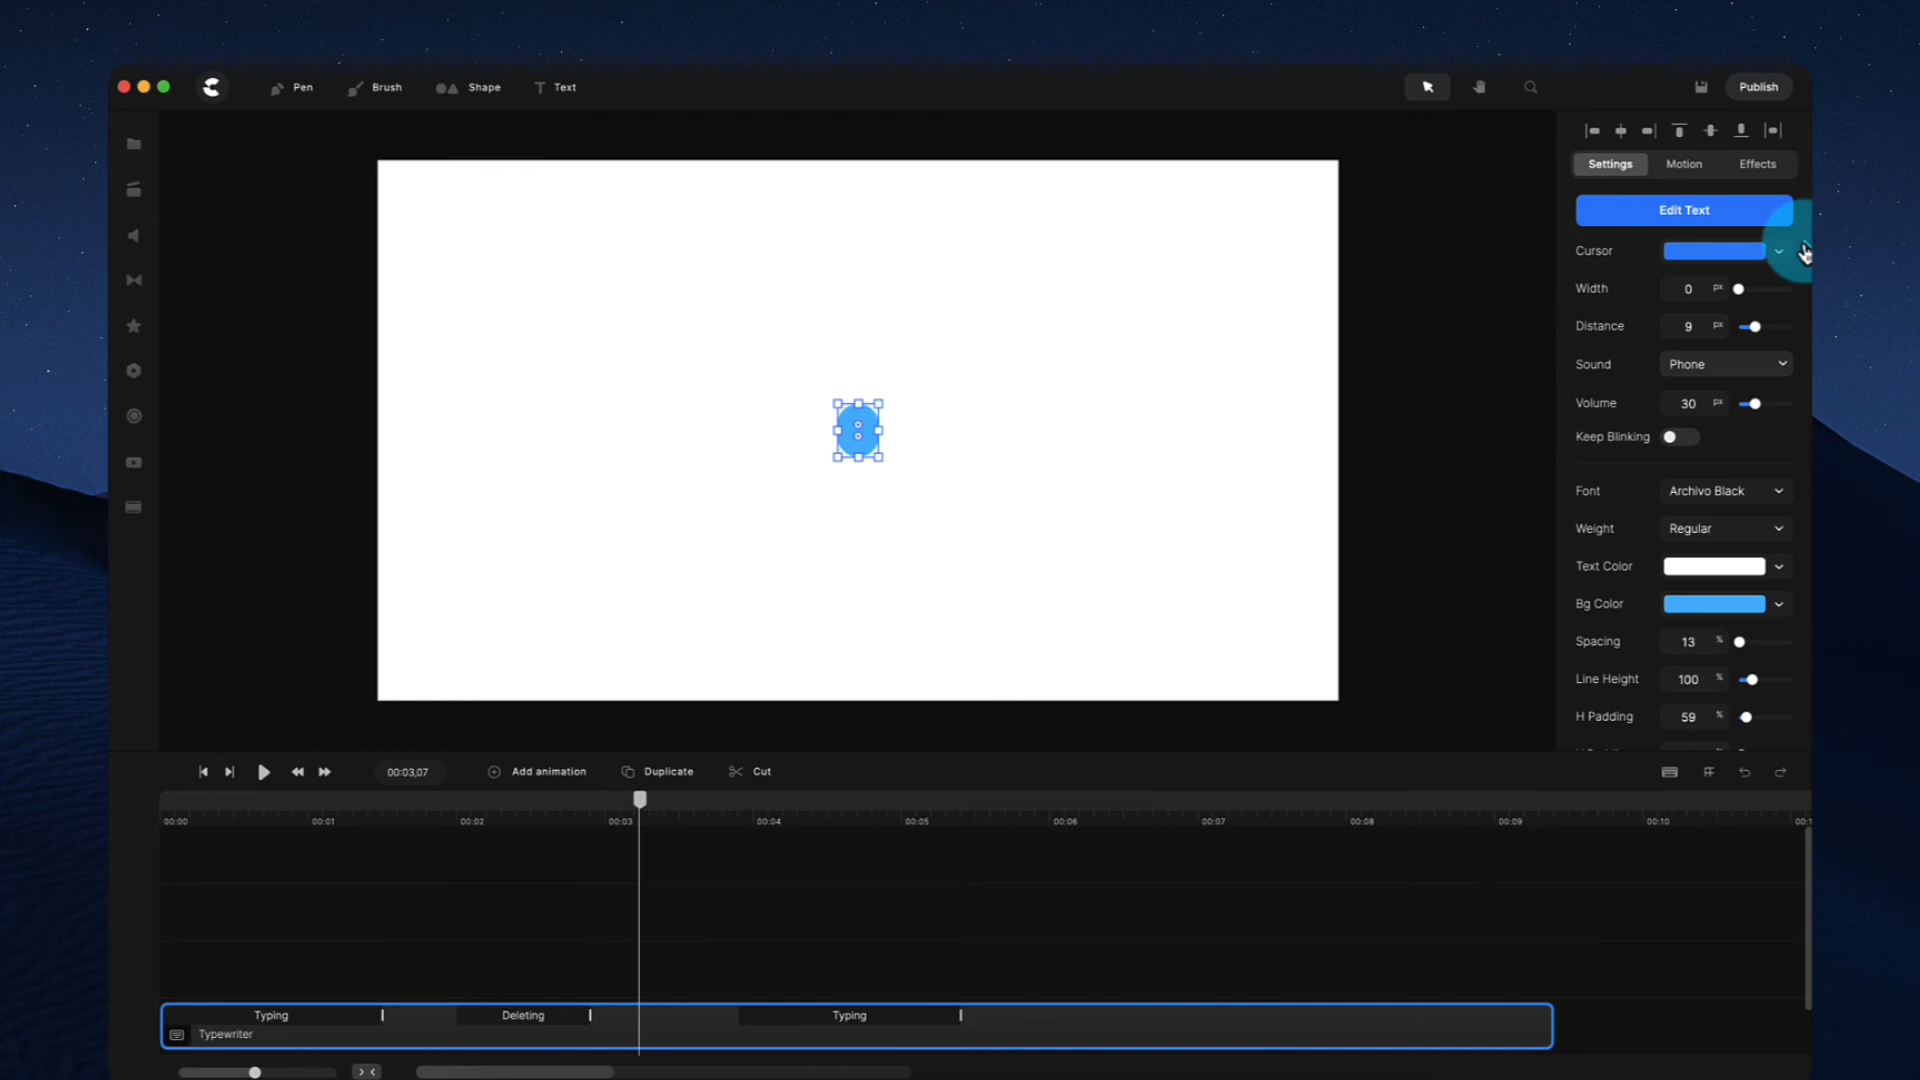 Pen
Brush
Shape
Text
Publish
Settings
Motion
Effects
Edit Text
Cursor
Width
0 px
Distance
9 px
Sound
Phone
Volume
30 px
Keep Blinking
Font
Archivo Black
Weight
Regular
Text Color
Bg Color
Spacing
13 %
Line Height
100 %
H Padding
59 %
00:03,07
Add animation
Duplicate
Cut
00:00
00:01
00:02
00:03
00:04
00:05
00:06
00:07
00:08
00:09
00:10
Typing
Deleting
Typing
Typewriter